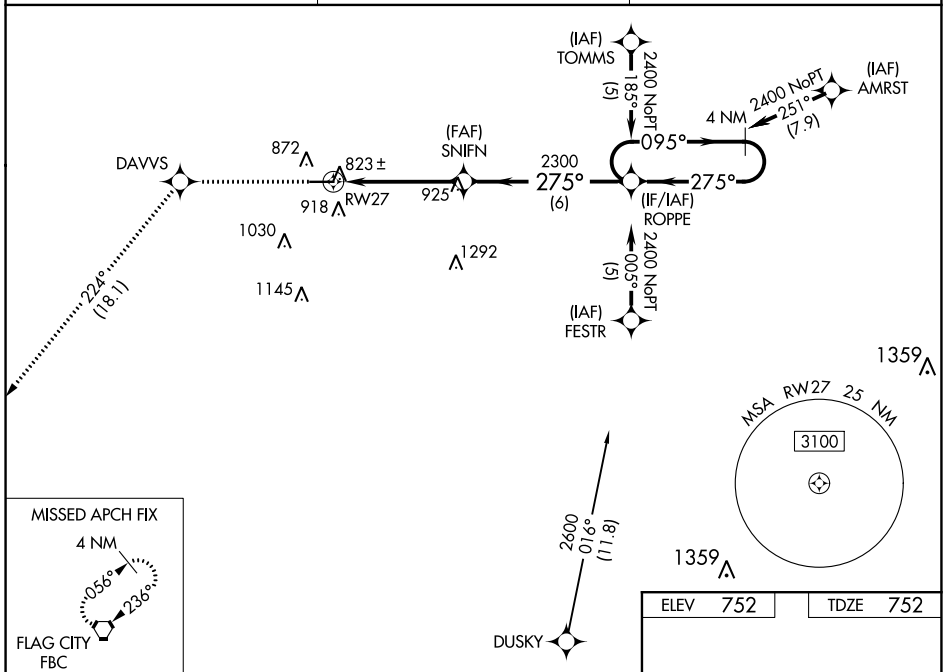 (IAF)
TOMMS
2400 NoPT
185°
(5)
(IAF)
AMRST
2400 NoPT
251°
(7.9)
4 NM
095°
275°
(FAF)
SNIFN
2300
275°
(6)
(IF/IAF)
ROPPE
DAVVS
872
823 ±
918
RW27
925
1030
1292
1145
224°
(18.1)
2400 NoPT
005°
(5)
(IAF)
FESTR
1359
MSA RW27 25 NM
3100
MISSED APCH FIX
4 NM
056°
236°
FLAG CITY
FBC
2600
016°
(11.8)
DUSKY
1359
ELEV 752
TDZE 752